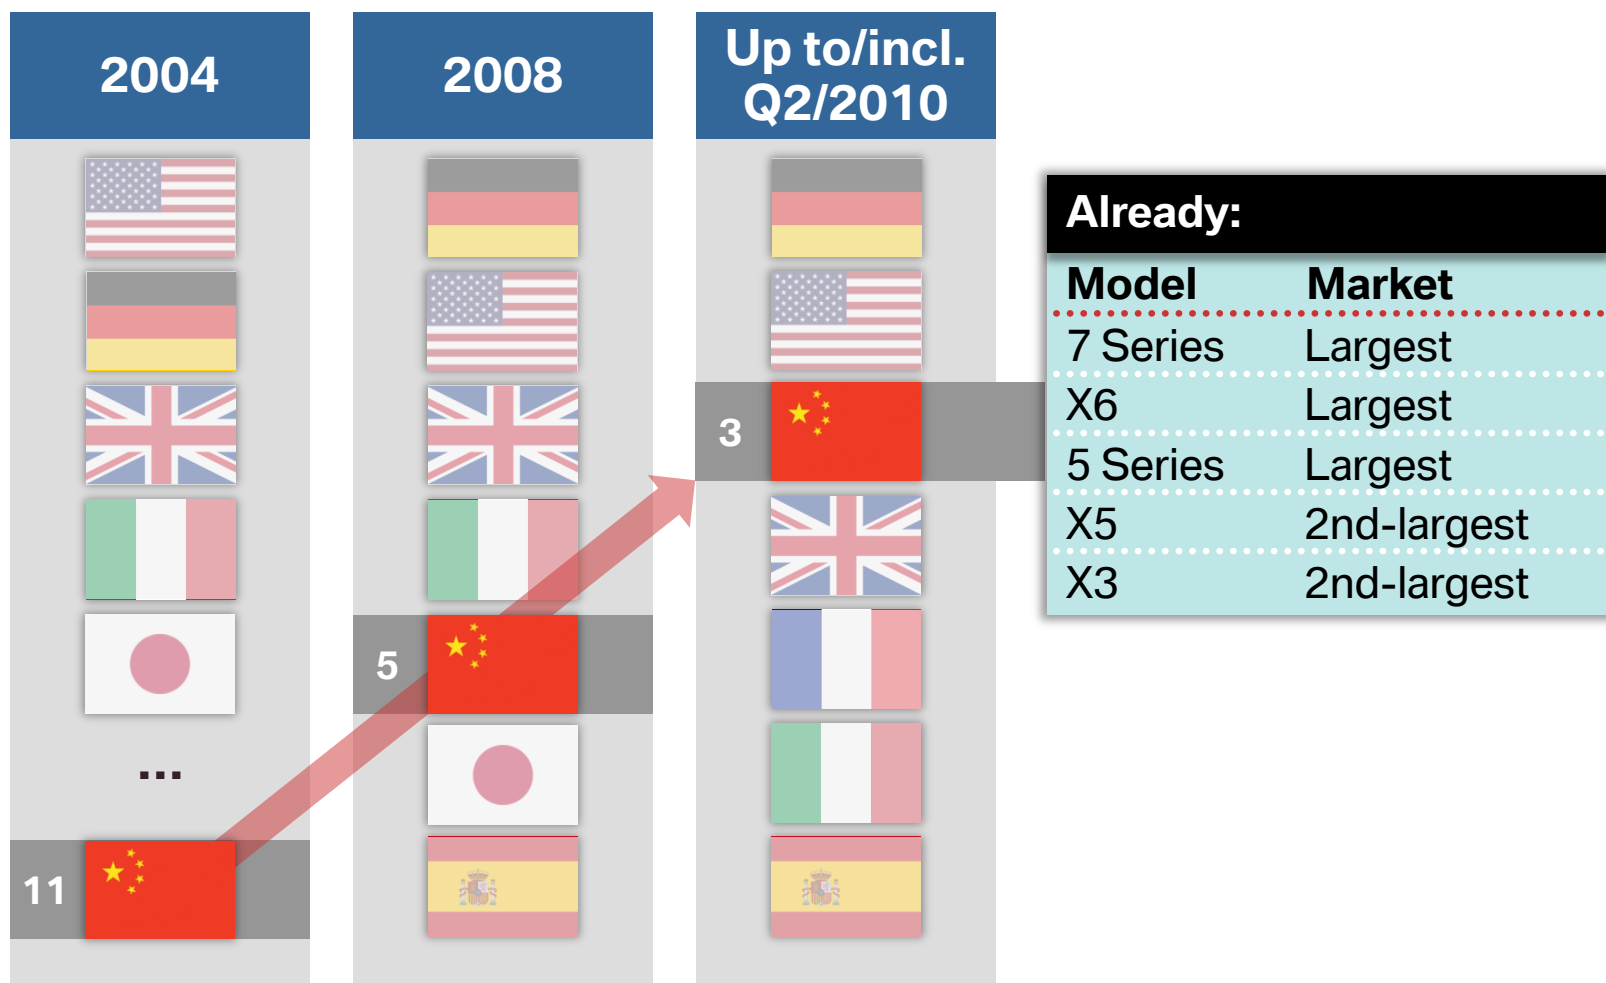 2004
2008
Up to/incl.
Q2/2010
Already:
Model Market
7 Series Largest
X6 Largest
5 Series Largest
X5 2nd-largest
X3 2nd-largest
3
5
...
11